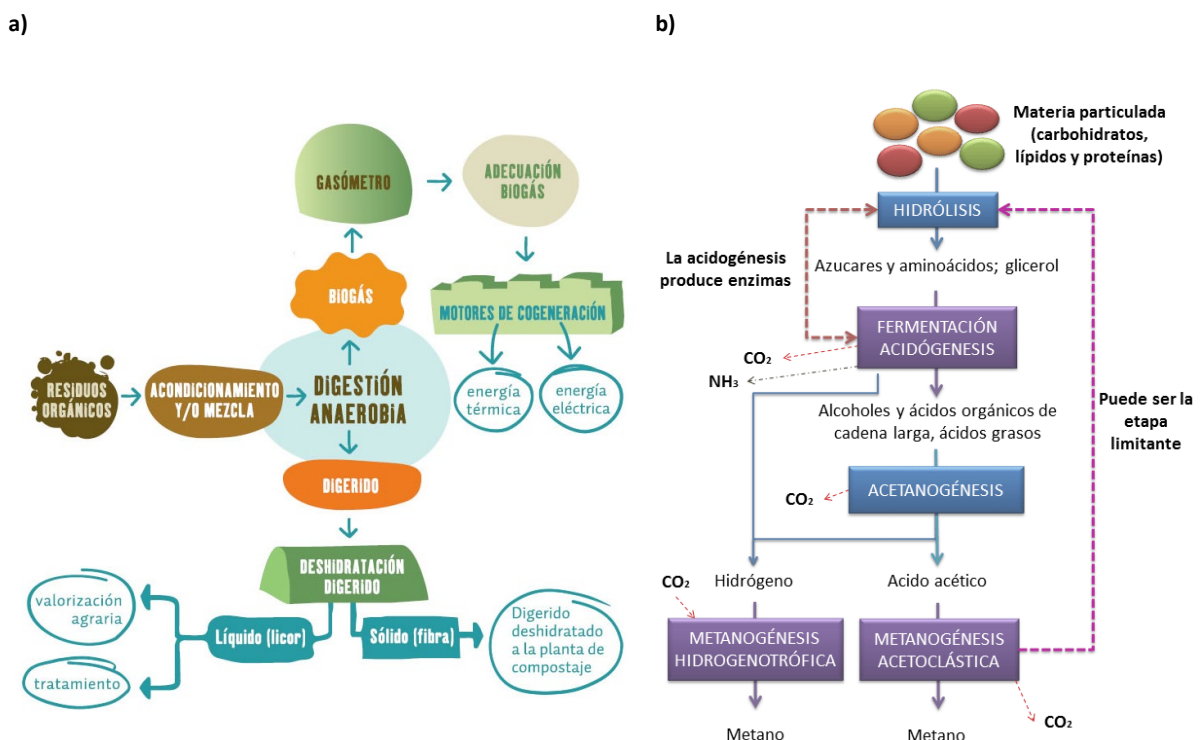 a)
GASÓMETRO
ADECUACIÓN
BIOGÁS
BIOGÁS
MOTORES DE COGENERACIÓN
RESIDUOS
ORGÁNICOS
ACONDICIONAMIENTO
Y/O MEZCLA
DIGESTIÓN
ANAEROBIA
energía
térmica
energía
eléctrica
DIGERIDO
DESHIDRATACIÓN
DIGERIDO
valorización
agraria
Líquido (licor)
Sólido (fibra)
Digerido
deshidratado
a la planta de
compostaje
tratamiento
b)
Materia particulada
(carbohidratos,
lípidos y proteínas)
HIDRÓLISIS
La acidogénesis
produce enzimas
Azucares y aminoácidos; glicerol
FERMENTACIÓN
ACIDÓGENESIS
CO₂
NH₃
Alcoholes y ácidos orgánicos de
cadena larga, ácidos grasos
Puede ser la
etapa
limitante
ACETANOGÉNESIS
CO₂
Hidrógeno
Acido acético
CO₂
METANOGÉNESIS
HIDROGENOTRÓFICA
METANOGÉNESIS
ACETOCLÁSTICA
CO₂
Metano
Metano